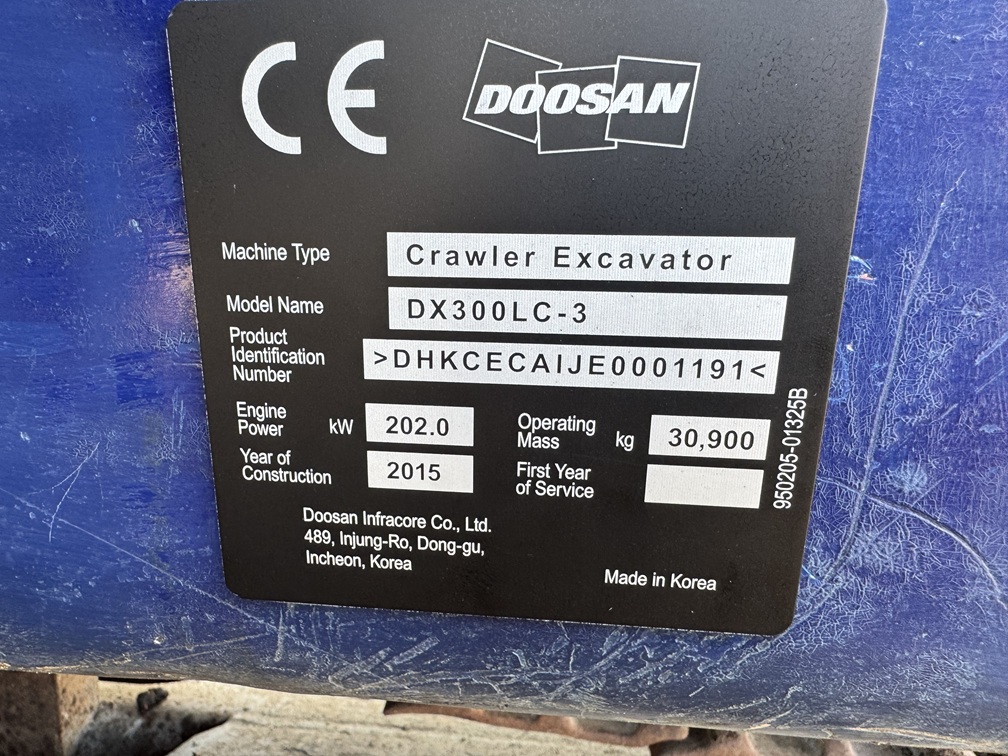 CE
DOOSAN
Machine Type Crawler Excavator
Model Name DX300LC-3
Product
Identification
Number
>DHKCECAIJE0001191<
Engine
Power kW 202.0
Operating
Mass kg 30,900
Year of
Construction 2015
First Year
of Service
950205-01325B
Doosan Infracore Co., Ltd.
489, Injung-Ro, Dong-gu,
Incheon, Korea
Made in Korea